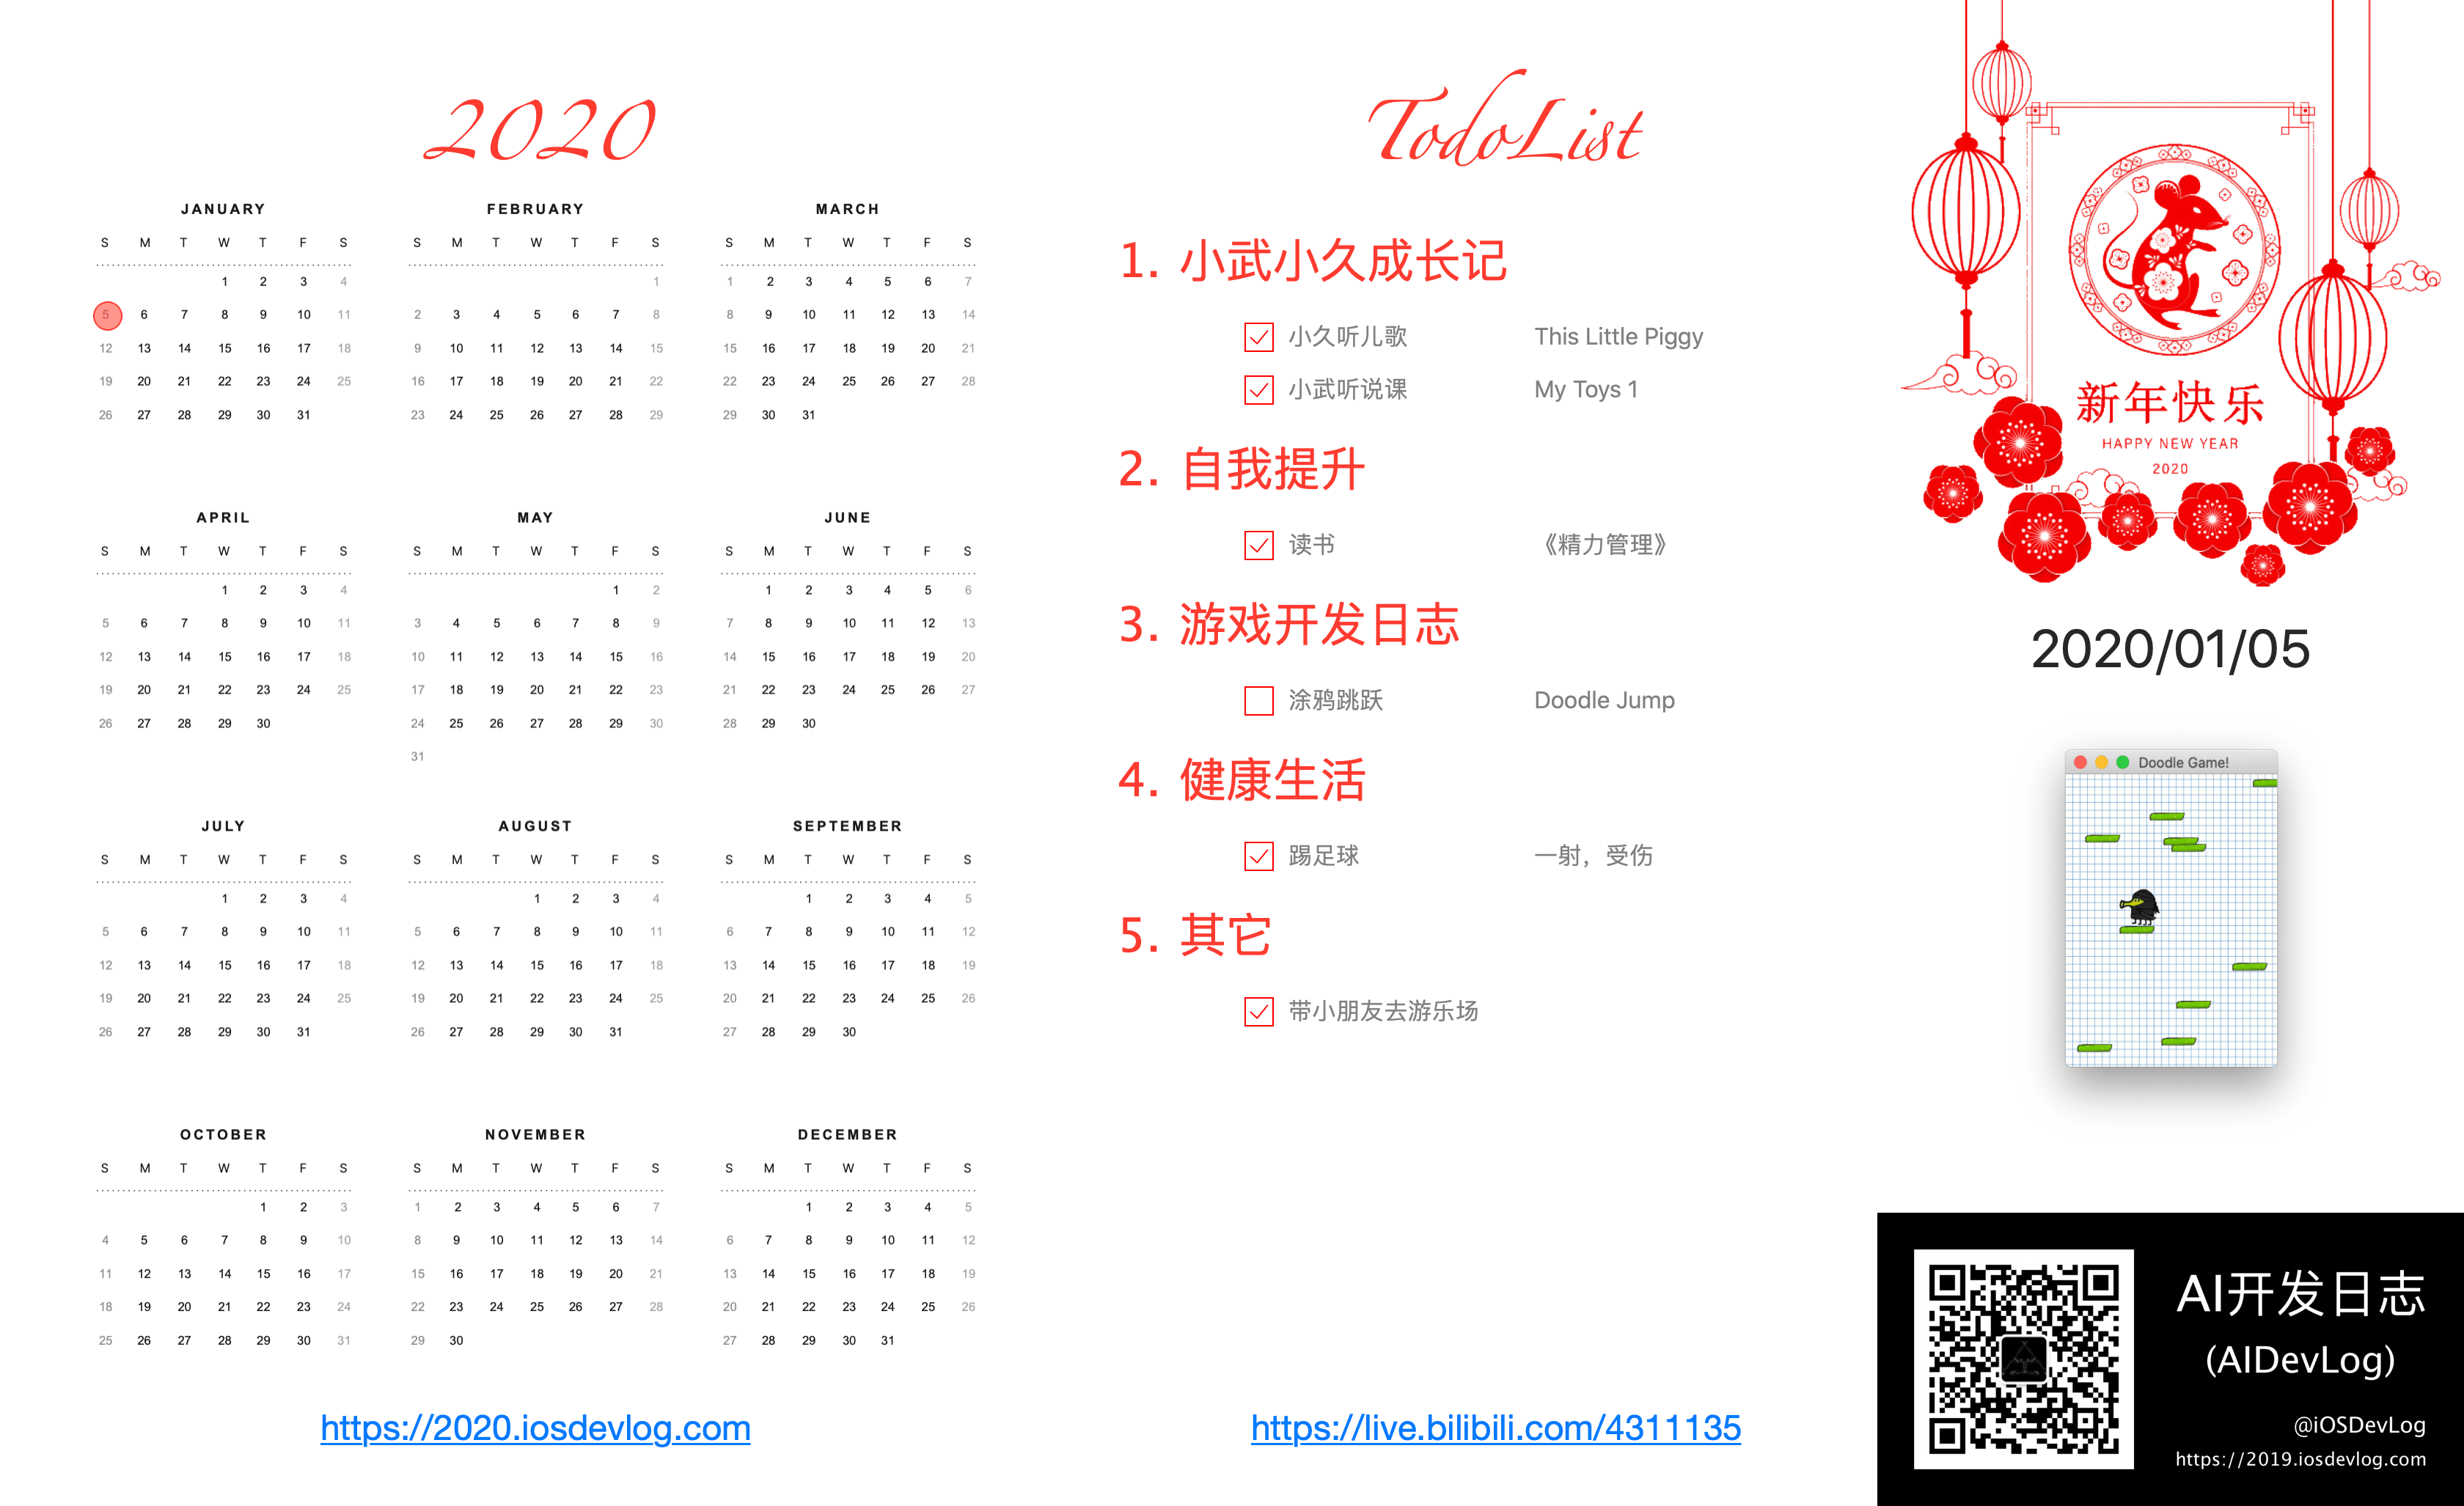 2020
JANUARY
S M T W T F S
1 2 3 4
5 6 7 8 9 10 11
12 13 14 15 16 17 18
19 20 21 22 23 24 25
26 27 28 29 30 31
FEBRUARY
S M T W T F S
1
2 3 4 5 6 7 8
9 10 11 12 13 14 15
16 17 18 19 20 21 22
23 24 25 26 27 28 29
MARCH
S M T W T F S
1 2 3 4 5 6 7
8 9 10 11 12 13 14
15 16 17 18 19 20 21
22 23 24 25 26 27 28
29 30 31
APRIL
S M T W T F S
1 2 3 4
5 6 7 8 9 10 11
12 13 14 15 16 17 18
19 20 21 22 23 24 25
26 27 28 29 30
MAY
S M T W T F S
1 2
3 4 5 6 7 8 9
10 11 12 13 14 15 16
17 18 19 20 21 22 23
24 25 26 27 28 29 30
31
JUNE
S M T W T F S
1 2 3 4 5 6
7 8 9 10 11 12 13
14 15 16 17 18 19 20
21 22 23 24 25 26 27
28 29 30
JULY
S M T W T F S
1 2 3 4
5 6 7 8 9 10 11
12 13 14 15 16 17 18
19 20 21 22 23 24 25
26 27 28 29 30 31
AUGUST
S M T W T F S
1 2 3 4
5 6 7 8 9 10 11
12 13 14 15 16 17 18
19 20 21 22 23 24 25
26 27 28 29 30 31
SEPTEMBER
S M T W T F S
1 2 3 4 5
6 7 8 9 10 11 12
13 14 15 16 17 18 19
20 21 22 23 24 25 26
27 28 29 30
OCTOBER
S M T W T F S
1 2 3
4 5 6 7 8 9 10
11 12 13 14 15 16 17
18 19 20 21 22 23 24
25 26 27 28 29 30 31
NOVEMBER
S M T W T F S
1 2 3 4 5 6 7
8 9 10 11 12 13 14
15 16 17 18 19 20 21
22 23 24 25 26 27 28
29 30
DECEMBER
S M T W T F S
1 2 3 4 5
6 7 8 9 10 11 12
13 14 15 16 17 18 19
20 21 22 23 24 25 26
27 28 29 30 31
https://2020.iosdevlog.com
TodoList
1. 小武小久成长记
小久听儿歌 This Little Piggy
小武听说课 My Toys 1
2. 自我提升
读书 《精力管理》
3. 游戏开发日志
涂鸦跳跃 Doodle Jump
4. 健康生活
踢足球 一射，受伤
5. 其它
带小朋友去游乐场
https://live.bilibili.com/4311135
新年快乐
HAPPY NEW YEAR
2020
2020/01/05
Doodle Game!
AI开发日志
(AIDevLog)
@iOSDevLog
https://2019.iosdevlog.com